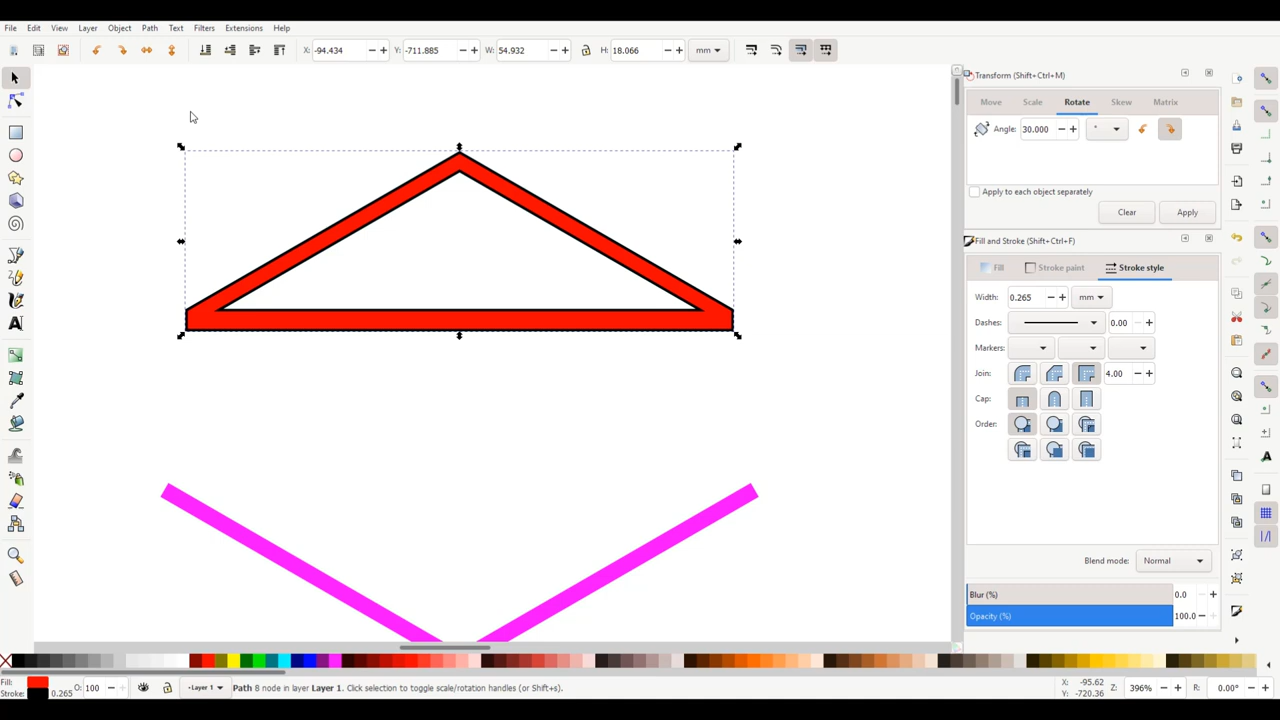 File Edit View Layer Object Path Text Filters Extensions Help
X: -94.434 Y: -711.885 W: 54.932 H: 18.066 mm
Transform (Shift+Ctrl+M)
Move Scale Rotate Skew Matrix
Angle: 30.000 °
Apply to each object separately
Clear Apply
Fill and Stroke (Shift+Ctrl+F)
Fill Stroke paint Stroke style
Width: 0.265 mm
Dashes: 0.00
Markers:
Join: 4.00
Cap:
Order:
Blend mode: Normal
Blur (%) 0.0
Opacity (%) 100.0
Fill:
Stroke: 0.265 O: 100 Layer 1 Path 8 node in layer Layer 1. Click selection to toggle scale/rotation handles (or Shift+s).
X: -95.62
Y: -720.36
Z: 396% R: 0.00°